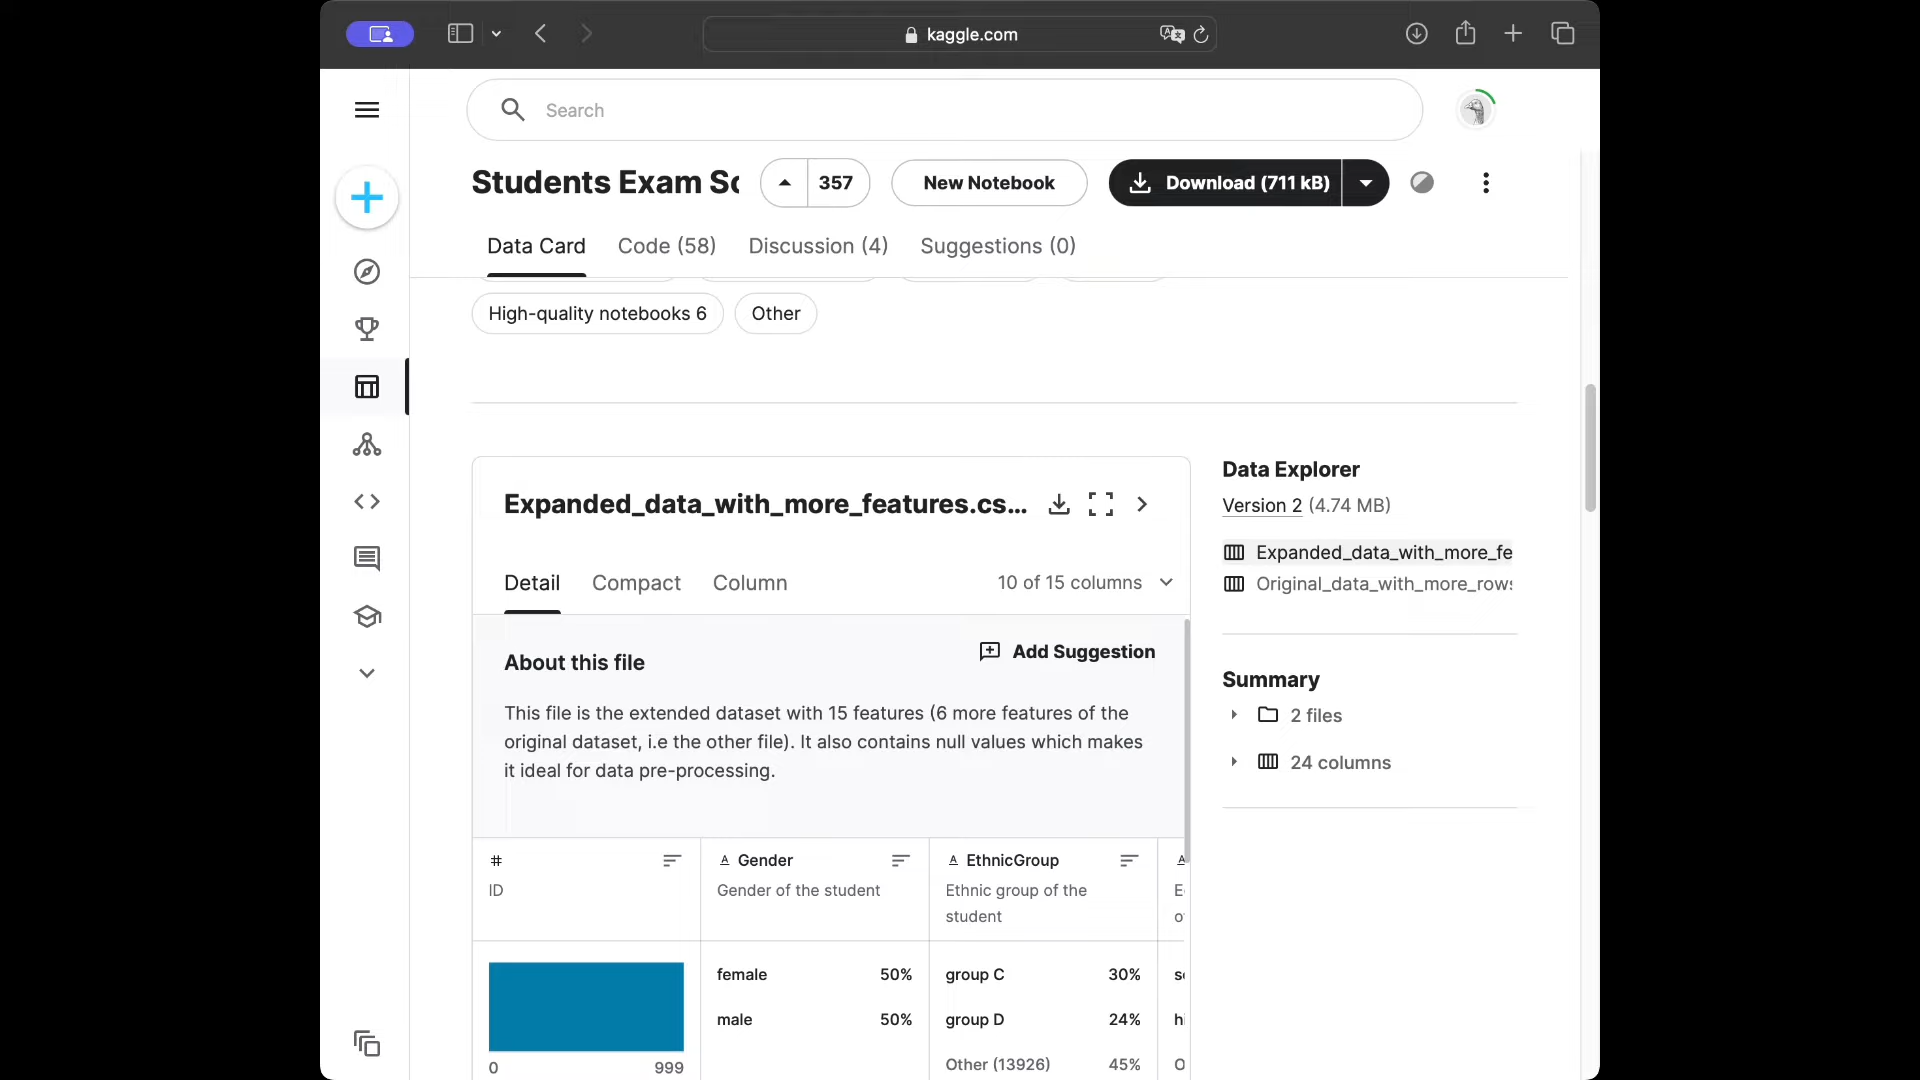 kaggle.com
Search
Students Exam Sc
357
New Notebook
Download (711 kB)
Data Card
Code (58)
Discussion (4)
Suggestions (0)
High-quality notebooks 6
Other
Expanded_data_with_more_features.cs...
Detail
Compact
Column
10 of 15 columns
About this file
Add Suggestion
This file is the extended dataset with 15 features (6 more features of the
original dataset, i.e the other file). It also contains null values which makes
it ideal for data pre-processing.
#
ID
A Gender
Gender of the student
A EthnicGroup
Ethnic group of the
student
0
999
female 50%
male 50%
group C 30%
group D 24%
Other (13926) 45%
Data Explorer
Version 2 (4.74 MB)
Expanded_data_with_more_fe
Original_data_with_more_rows
Summary
2 files
24 columns